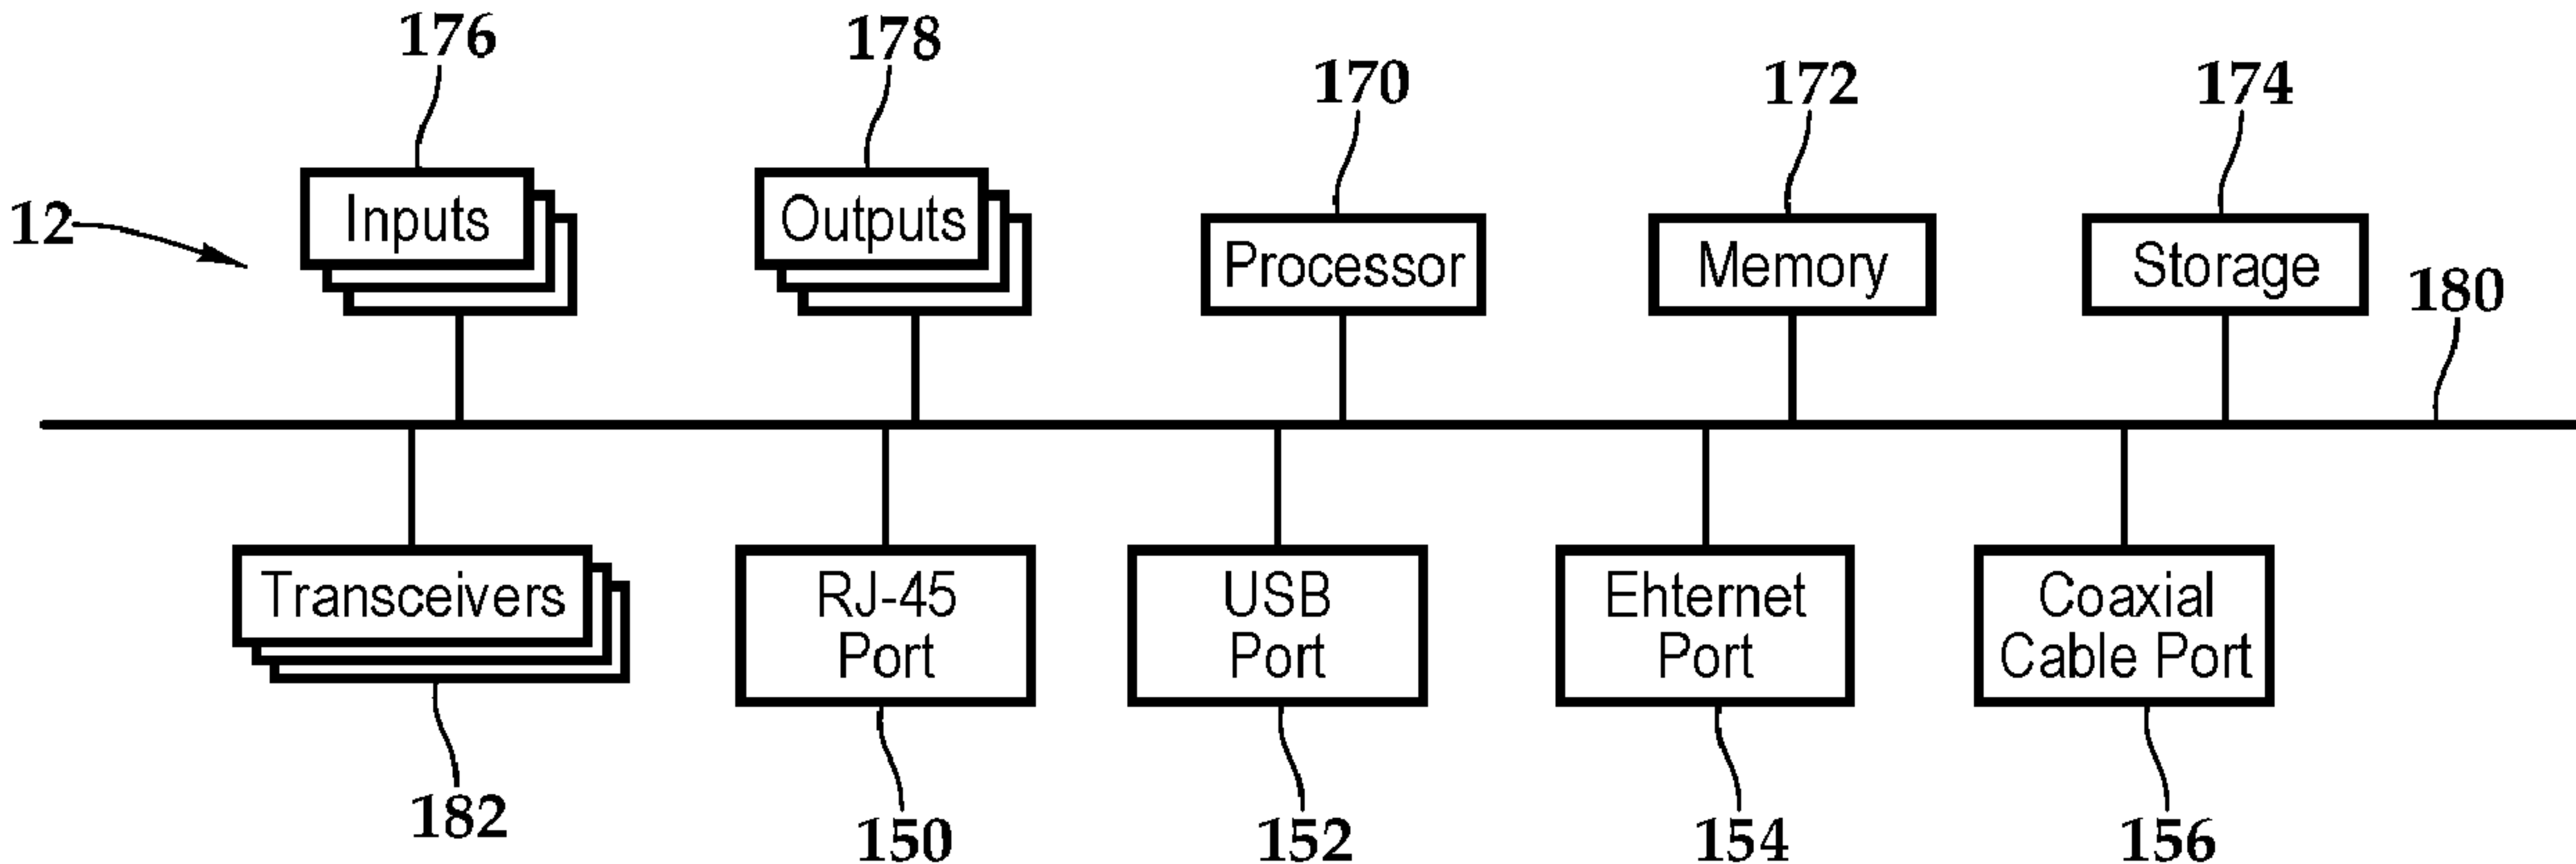 176
178
170
172
174
12
Inputs
Outputs
Processor
Memory
Storage
180
Transceivers
RJ-45
Port
USB
Port
Ehternet
Port
Coaxial
Cable Port
182
150
152
154
156